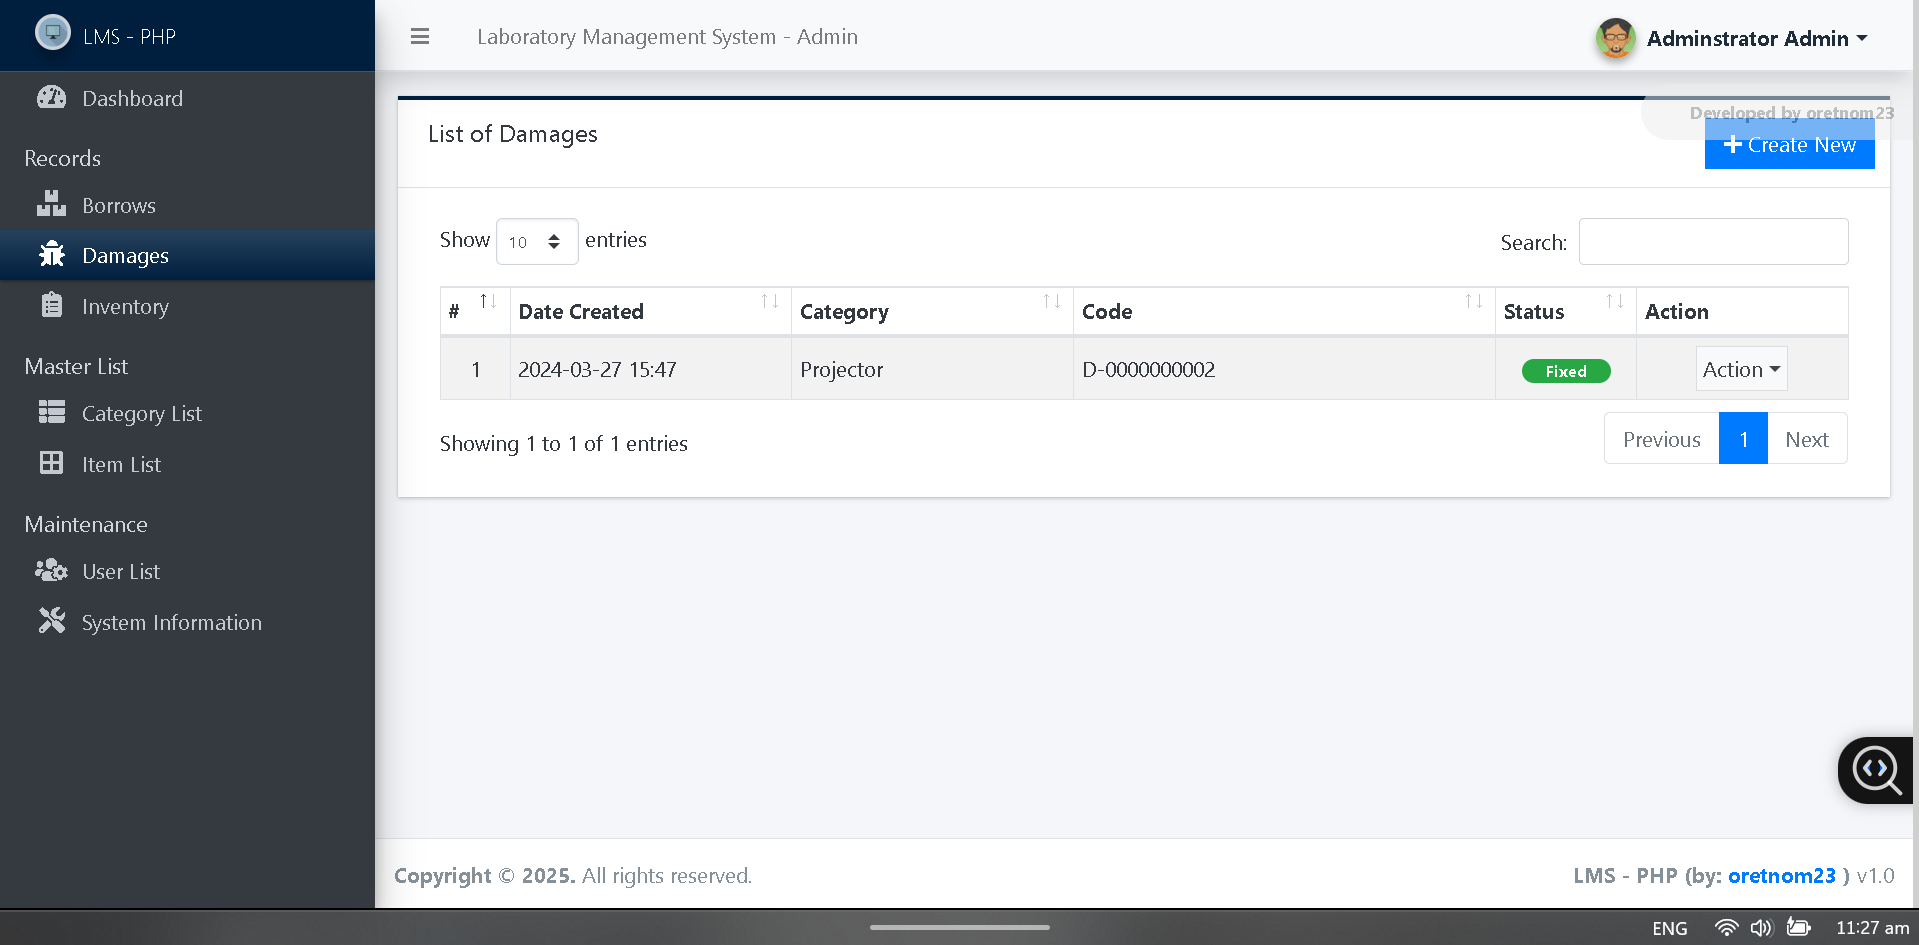 LMS - PHP
Laboratory Management System - Admin
Adminstrator Admin
Dashboard
Records
Borrows
Damages
Inventory
Master List
Category List
Item List
Maintenance
User List
System Information
Developed by oretnom23
List of Damages
Create New
Show 10 entries
Search:
# Date Created Category Code Status Action
1 2024-03-27 15:47 Projector D-0000000002 Fixed Action
Showing 1 to 1 of 1 entries
Previous 1 Next
Copyright © 2025. All rights reserved.
LMS - PHP (by: oretnom23 ) v1.0
ENG 11:27 am